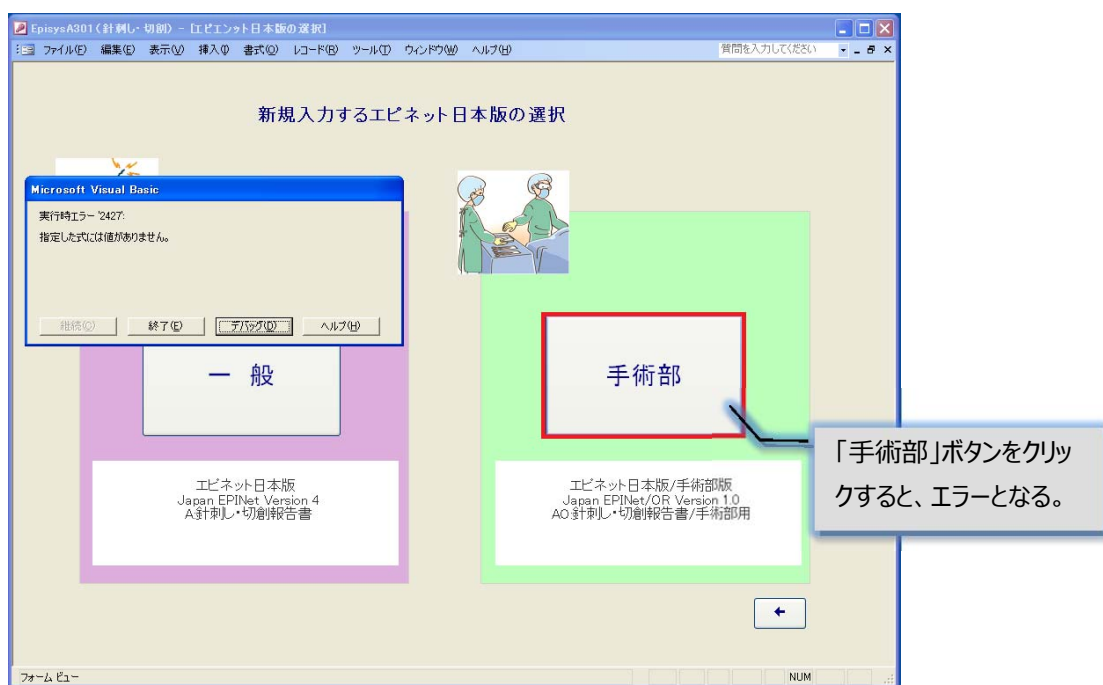 EpisysA301(針刺し・切創) - [エピエンット日本版の選択]
ファイル(F) 編集(E) 表示(V) 挿入(I) 書式(O) レコード(R) ツール(T) ウィンドウ(W) ヘルプ(H) 質問を入力してください
新規入力するエピネット日本版の選択
Microsoft Visual Basic
実行時エラー '2427':
指定した式には値がありません。
継続(C) 終了(E) デバッグ(D) ヘルプ(H)
一 般
手術部
「手術部」ボタンをクリッ
クすると、エラーとなる。
エピネット日本版
Japan EPINet Version 4
A:針刺し・切創報告書
エピネット日本版/手術部版
Japan EPINet/OR Version 1.0
AO:針刺し・切創報告書/手術部用
フォーム ビュー NUM